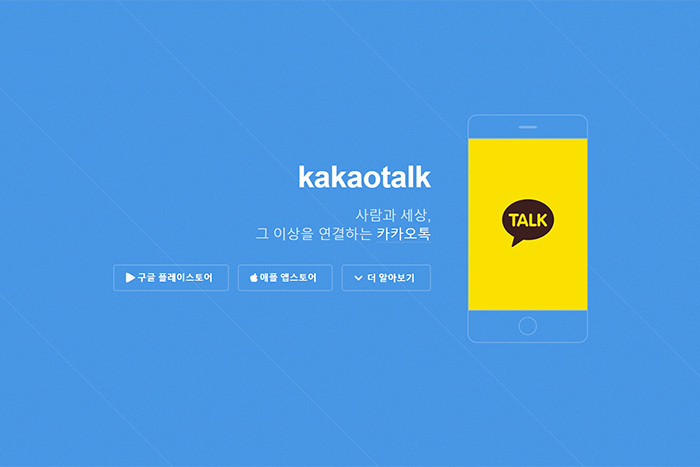 kakaotalk
사람과 세상,
그 이상을 연결하는 카카오톡
구글 플레이스토어
애플 앱스토어
더 알아보기
TALK